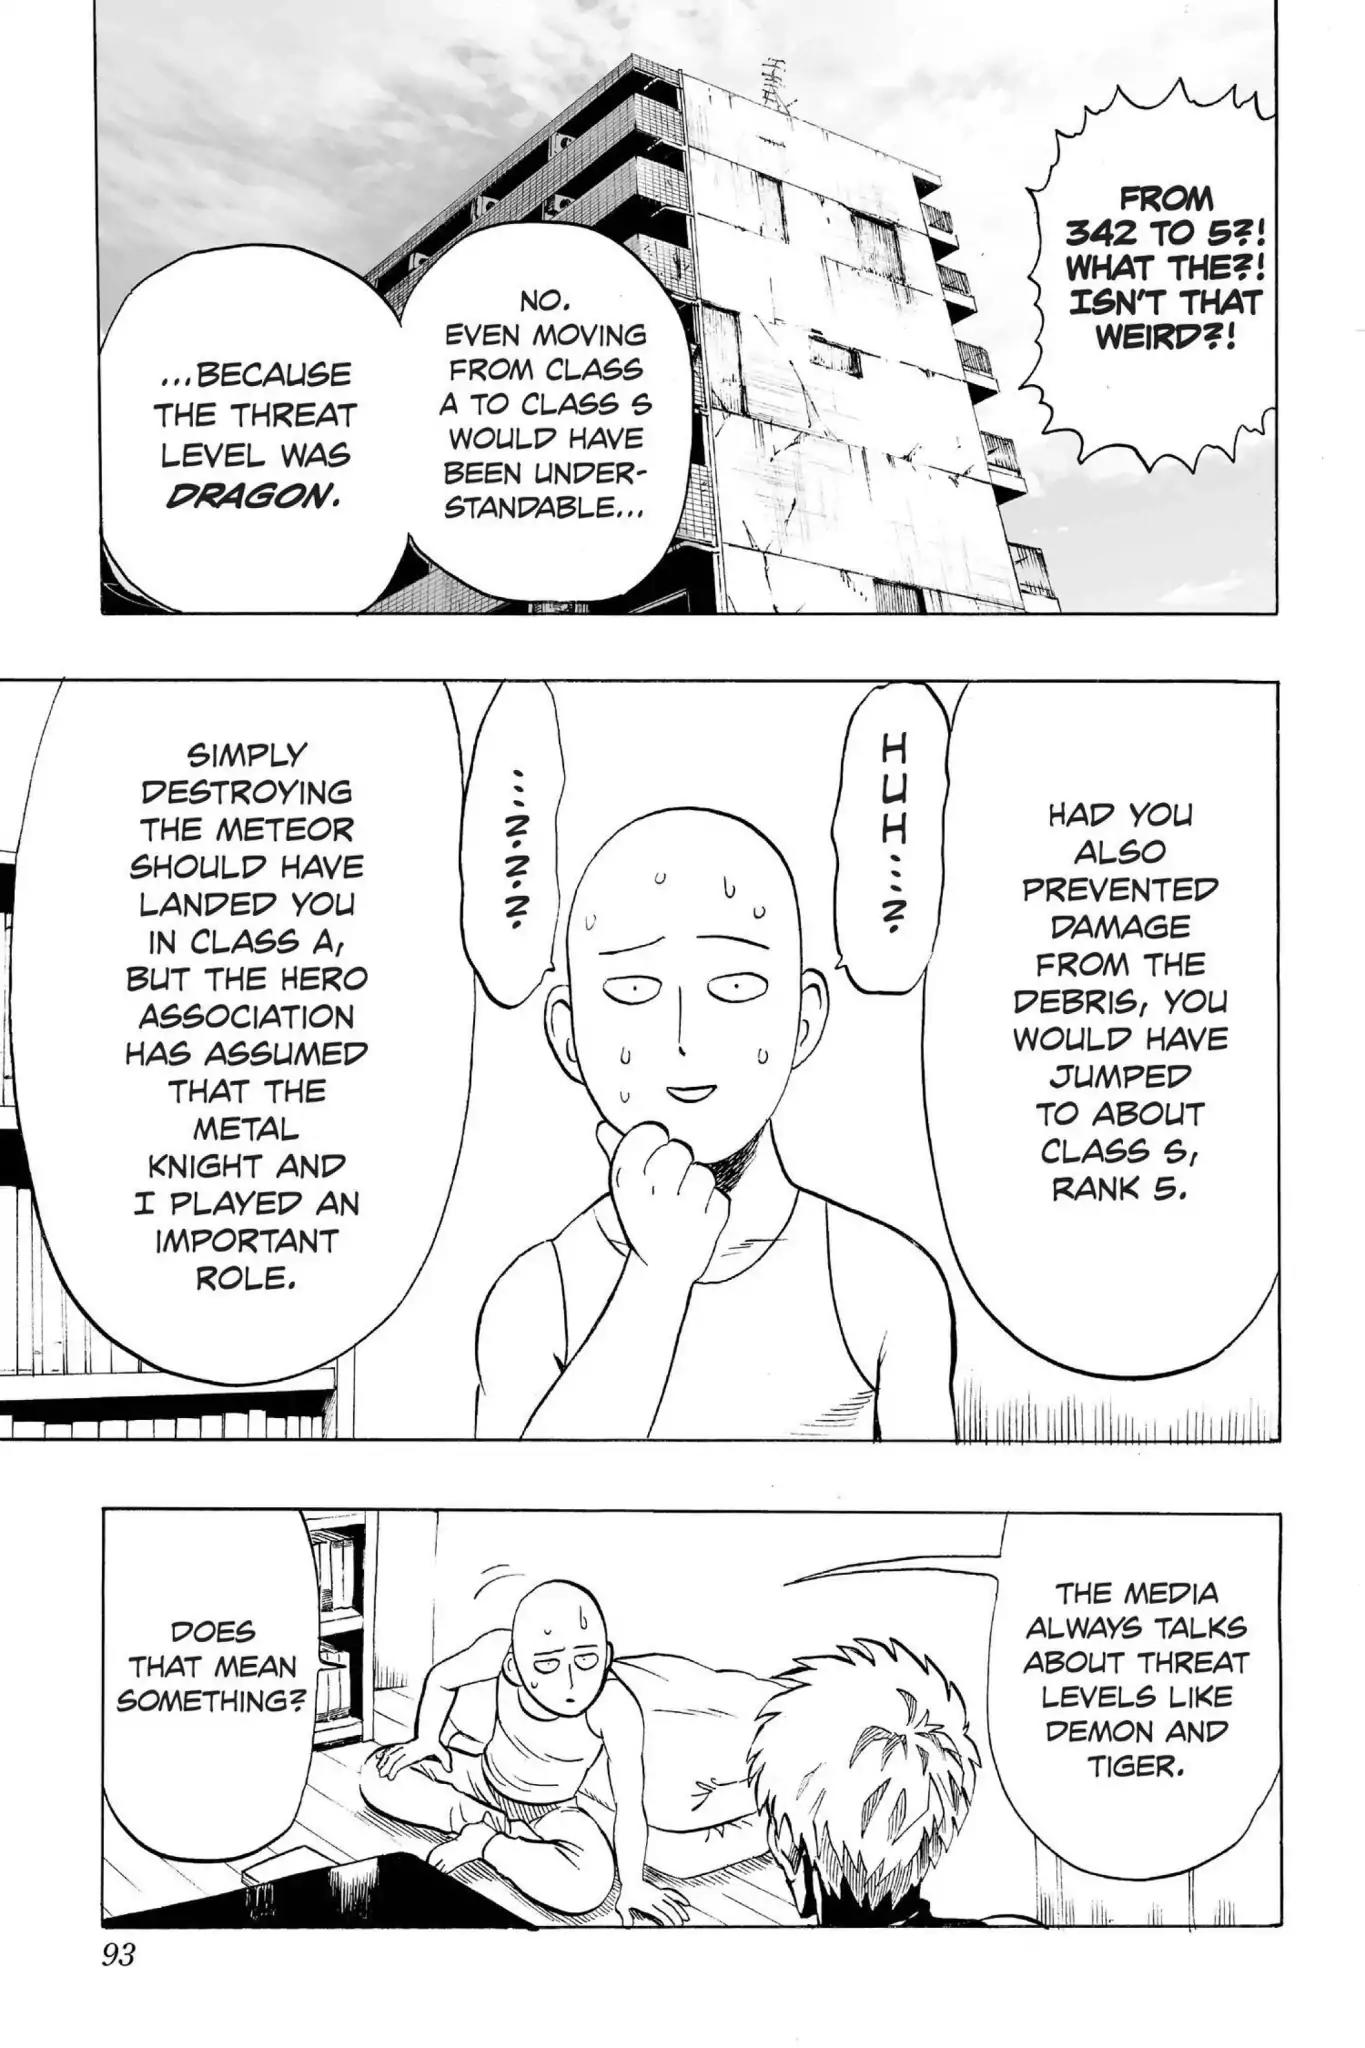 FROM
342 TO 5?!
WHAT THE?!
ISN'T THAT
WEIRD?!
NO.
EVEN MOVING
FROM CLASS
A TO CLASS S
WOULD HAVE
BEEN UNDER-
STANDABLE...
...BECAUSE
THE THREAT
LEVEL WAS
DRAGON.
HAD YOU
ALSO
PREVENTED
DAMAGE
FROM THE
DEBRIS, YOU
WOULD HAVE
JUMPED
TO ABOUT
CLASS S,
RANK 5.
HUH...?
...?.?.?
SIMPLY
DESTROYING
THE METEOR
SHOULD HAVE
LANDED YOU
IN CLASS A,
BUT THE HERO
ASSOCIATION
HAS ASSUMED
THAT THE
METAL
KNIGHT AND
I PLAYED AN
IMPORTANT
ROLE.
THE MEDIA
ALWAYS TALKS
ABOUT THREAT
LEVELS LIKE
DEMON AND
TIGER.
DOES
THAT MEAN
SOMETHING?
93